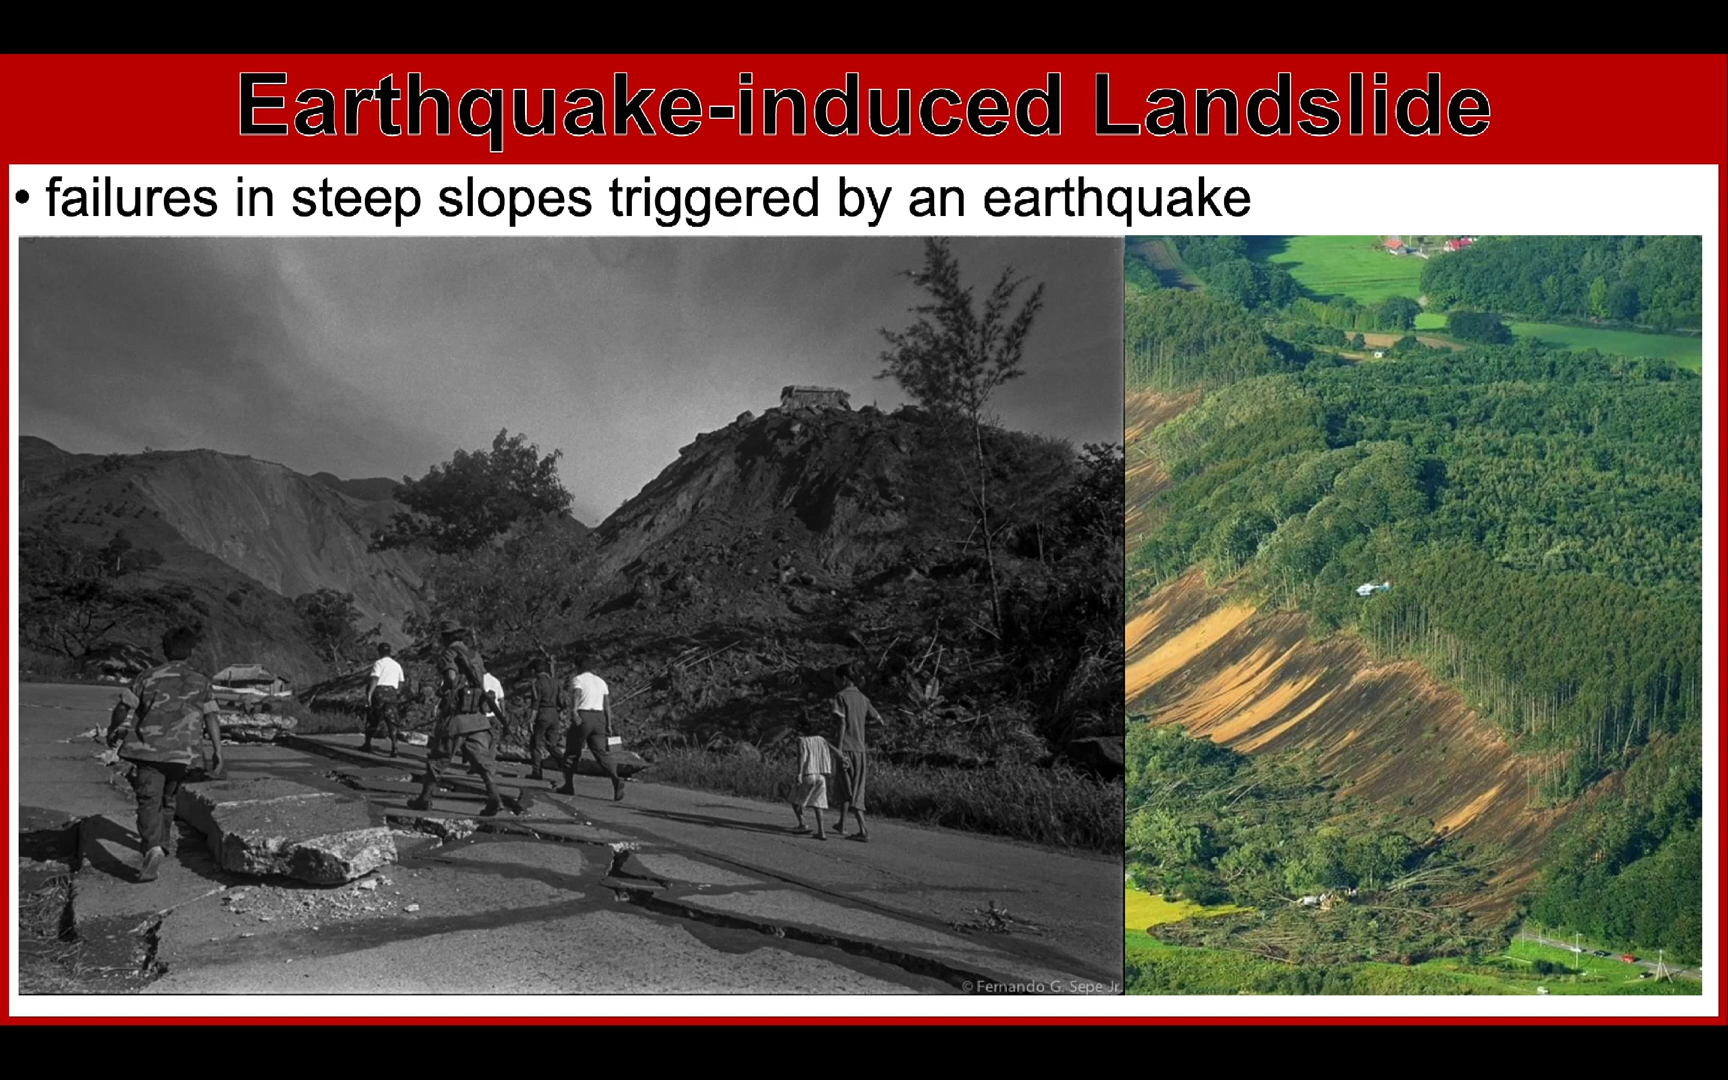 Earthquake-induced Landslide
• failures in steep slopes triggered by an earthquake
© Fernando G. Sepe Jr.